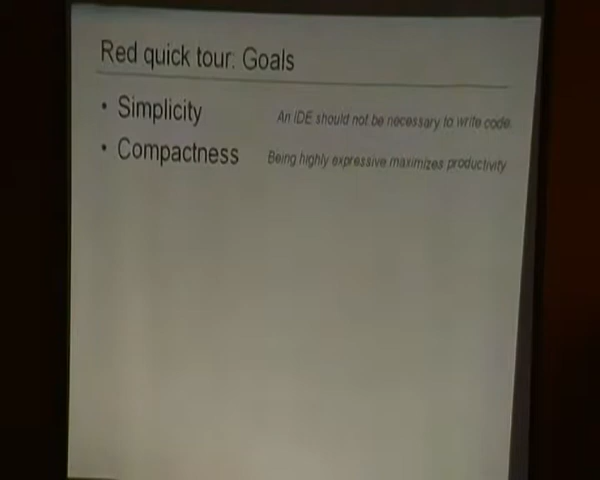 Red quick tour: Goals
• Simplicity An IDE should not be necessary to write code.
• Compactness Being highly expressive maximizes productivity